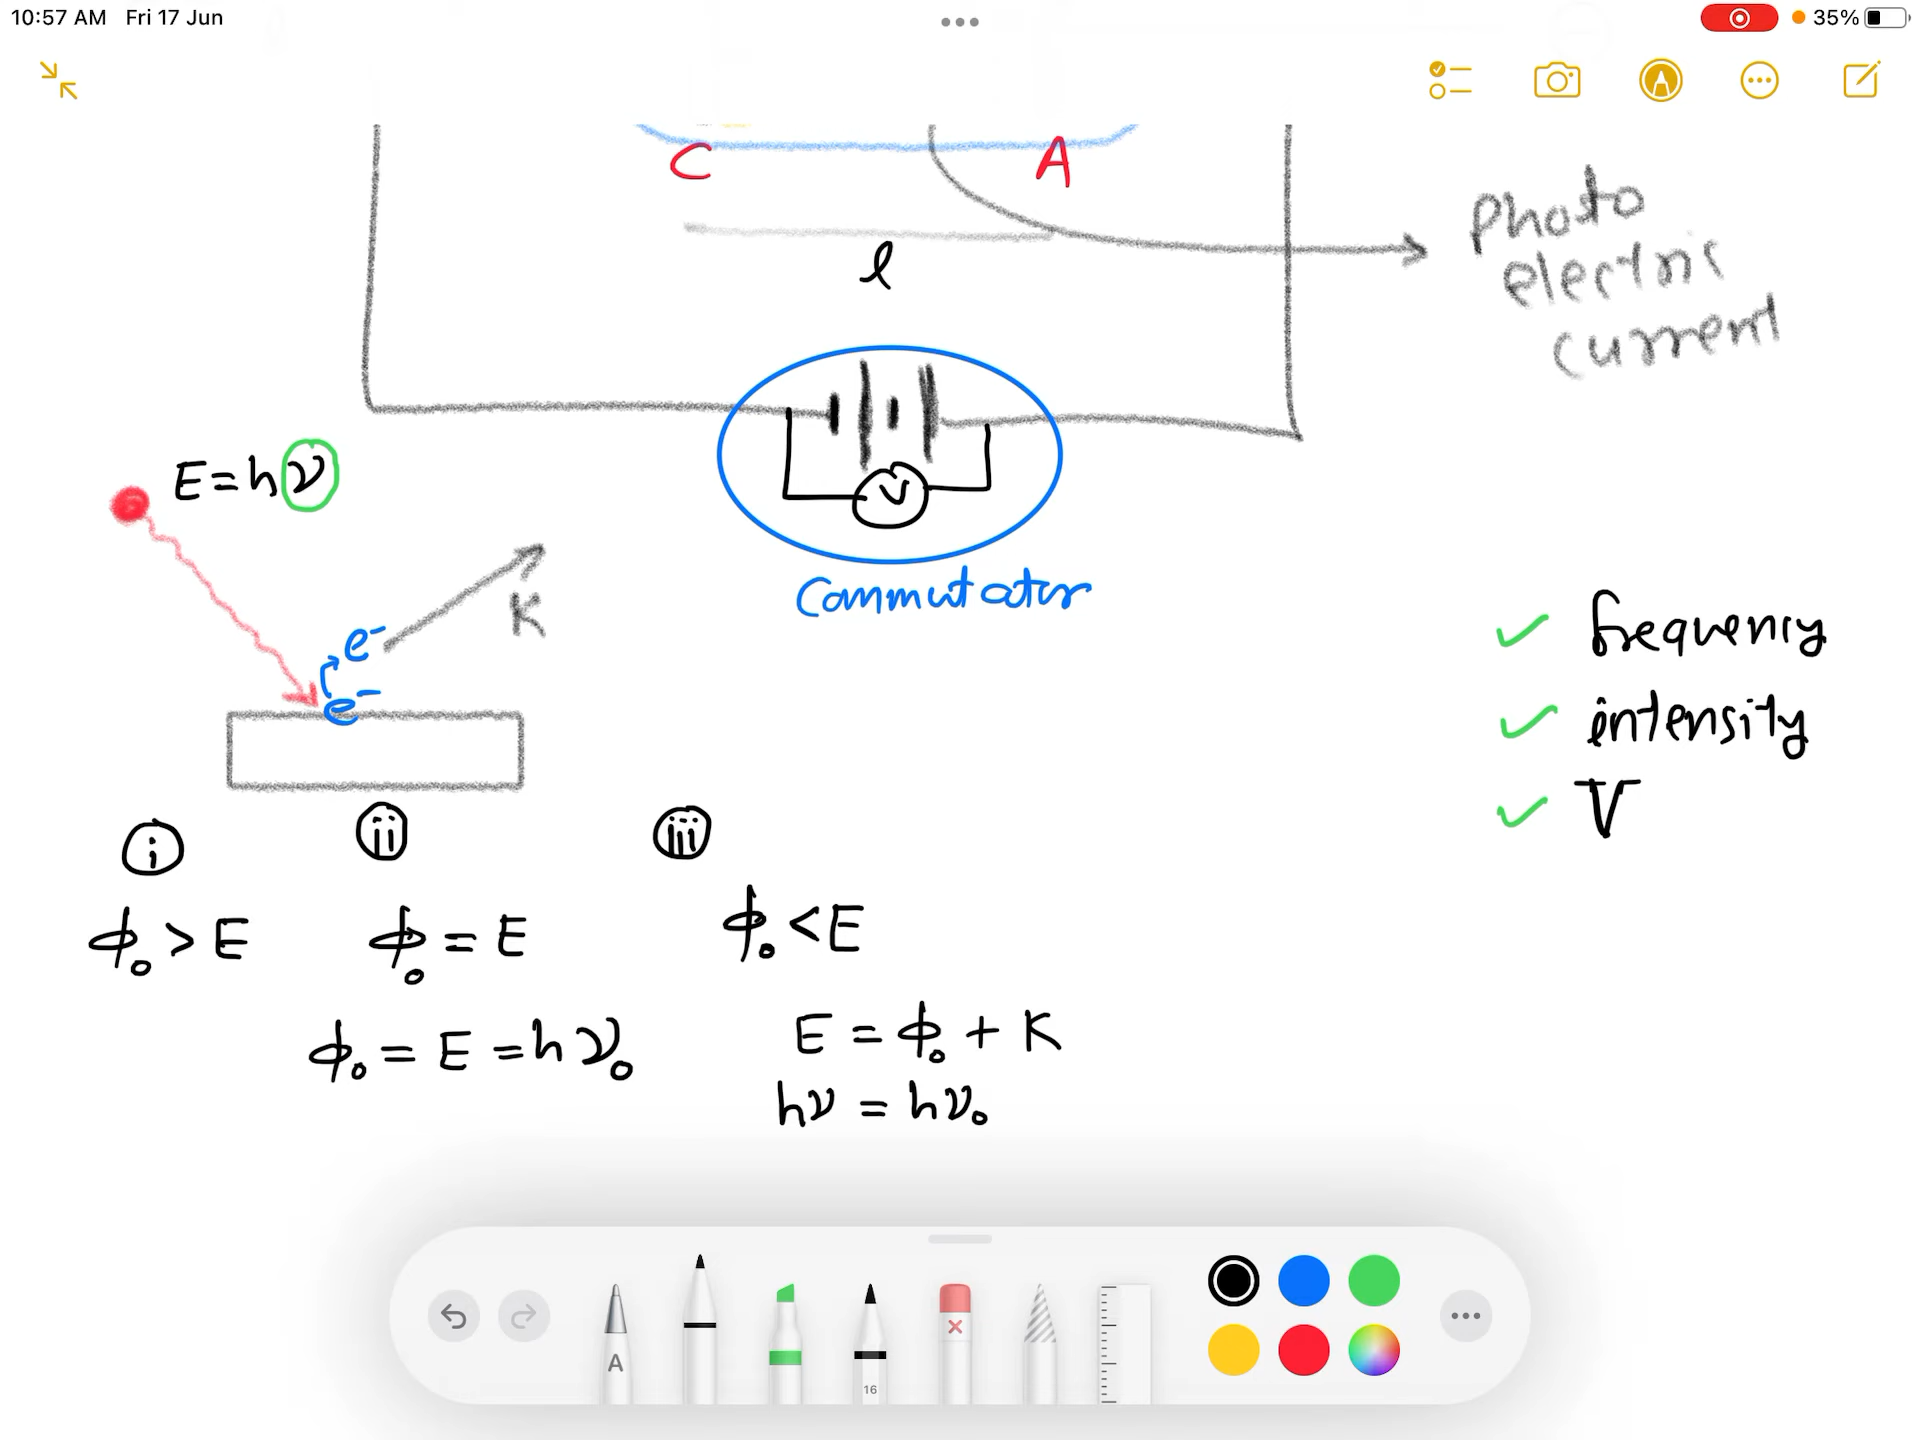 10:57 AM Fri 17 Jun
35%
C
A
l
Photo
electric
current
E = hν
V
K
Commutator
e⁻
e⁻
frequency
intensity
V
i
ii
iii
ϕ₀ > E
ϕ₀ = E
ϕ₀ < E
ϕ₀ = E = hν₀
E = ϕ₀ + K
hν = hν₀
A
16